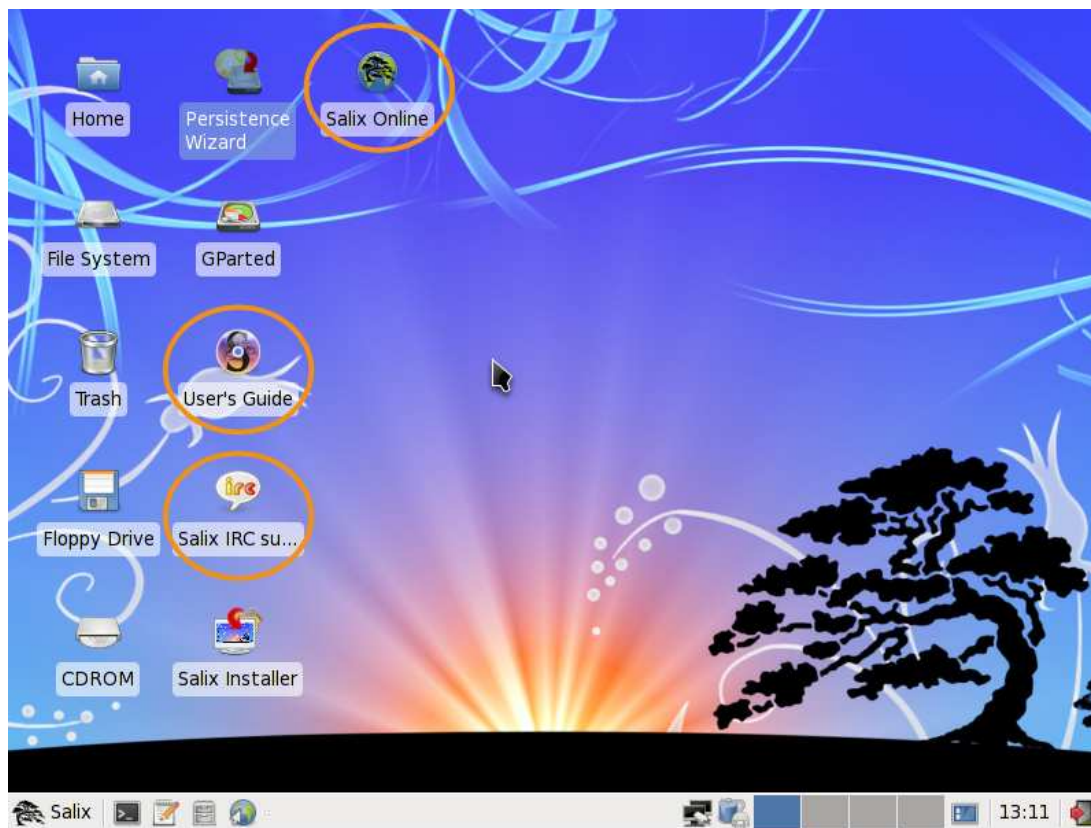 Home
Persistence
Wizard
Salix Online
File System
GParted
Trash
User's Guide
irc
Floppy Drive
Salix IRC su...
CDROM
Salix Installer
Salix
13:11